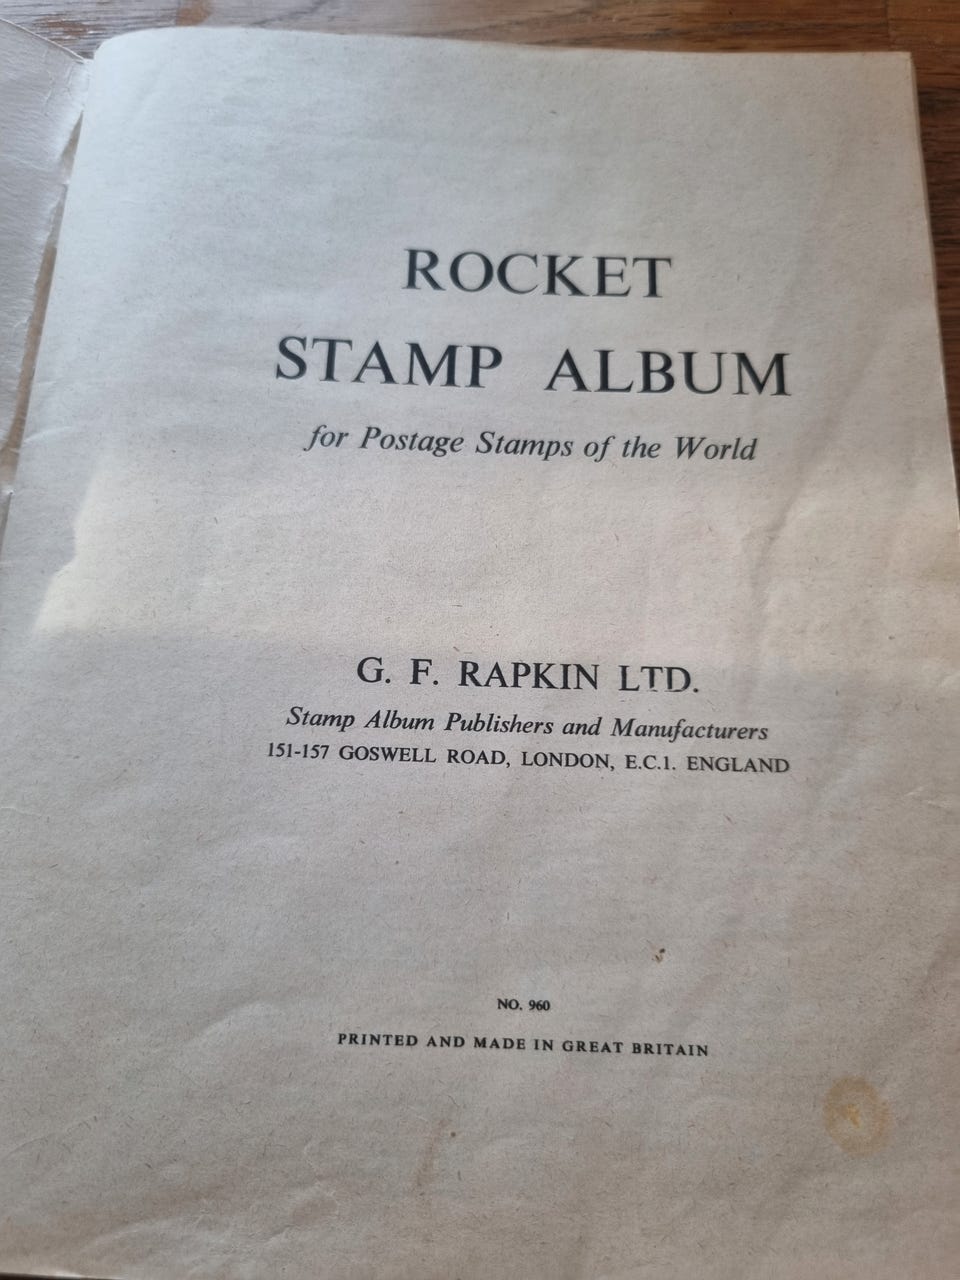 ROCKET
STAMP ALBUM
for Postage Stamps of the World
G. F. RAPKIN LTD.
Stamp Album Publishers and Manufacturers
151-157 GOSWELL ROAD, LONDON, E.C.1. ENGLAND
NO. 960
PRINTED AND MADE IN GREAT BRITAIN